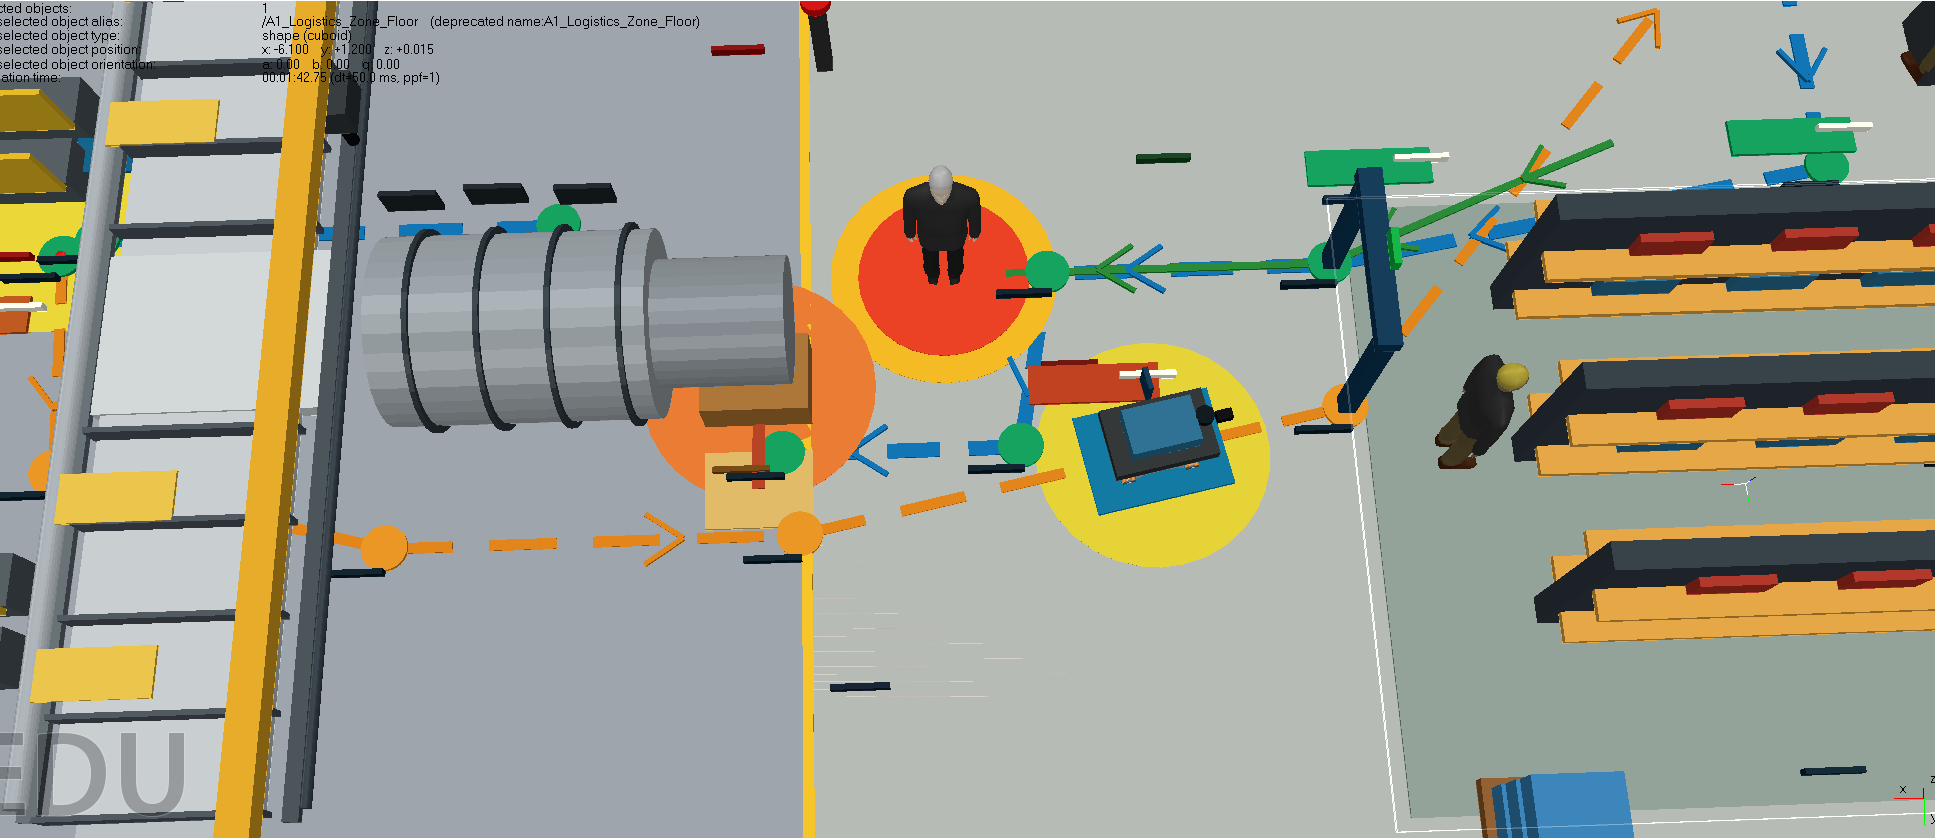 cted objects: 1
selected object alias: /A1_Logistics_Zone_Floor (deprecated name:A1_Logistics_Zone_Floor)
selected object type: shape (cuboid)
selected object position: x: -6.100 y: +1.200 z: +0.015
selected object orientation: a: 0.00 b: 0.00 g: 0.00
ation time: 00:01:42.75 (dt=50.0 ms, ppf=1)
EDU
z
x
y